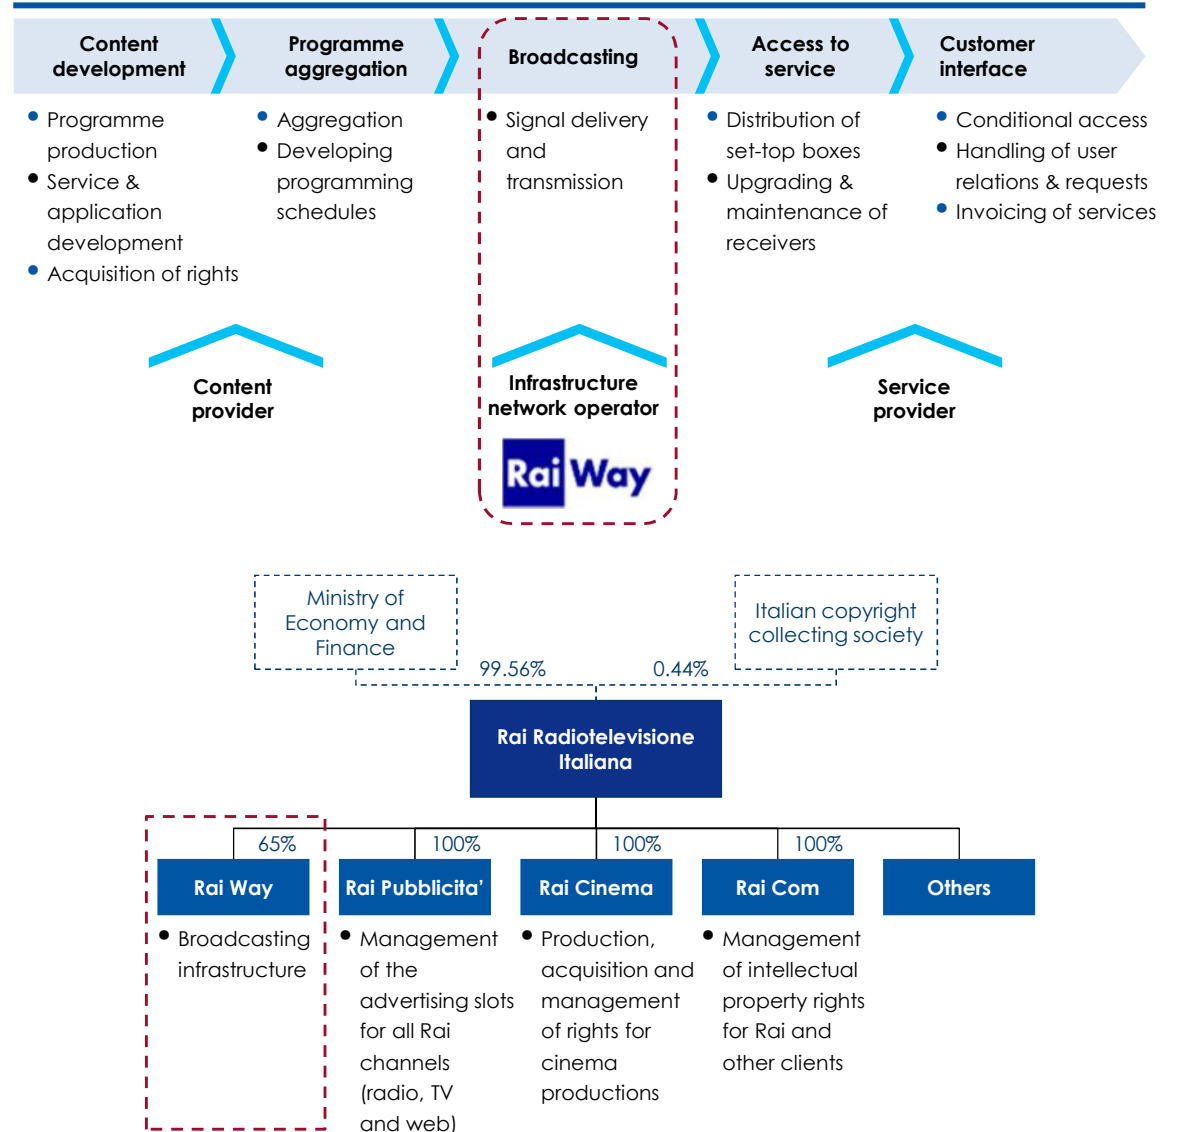 Content
development
Programme
aggregation
Broadcasting
Access to
service
Customer
interface
• Programme
production
• Service &
application
development
• Acquisition of rights
• Aggregation
• Developing
programming
schedules
• Signal delivery
and
transmission
• Distribution of
set-top boxes
• Upgrading &
maintenance of
receivers
• Conditional access
• Handling of user
relations & requests
• Invoicing of services
Content
provider
Infrastructure
network operator
Service
provider
Rai Way
Ministry of
Economy and
Finance
Italian copyright
collecting society
99.56%
0.44%
Rai Radiotelevisione
Italiana
65%
100%
100%
100%
Rai Way
Rai Pubblicita’
Rai Cinema
Rai Com
Others
• Broadcasting
infrastructure
• Management
of the
advertising slots
for all Rai
channels
(radio, TV
and web)
• Production,
acquisition and
management
of rights for
cinema
productions
• Management
of intellectual
property rights
for Rai and
other clients